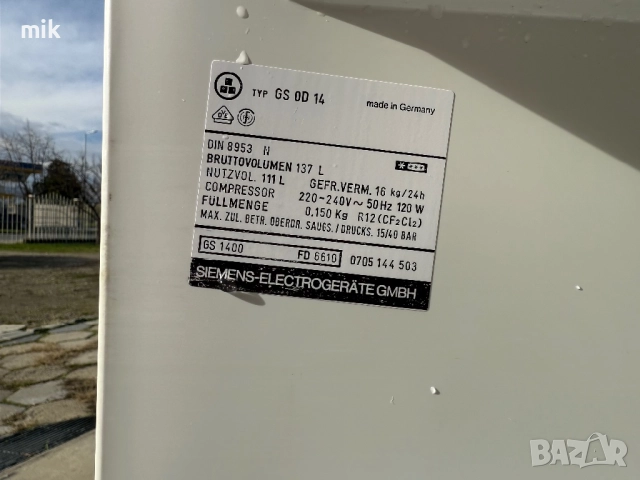 mik
TYP GS 0D 14
made in Germany
DIN 8953 N
BRUTTOVOLUMEN 137 L
NUTZVOL. 111 L GEFR.VERM. 16 kg/24h
COMPRESSOR 220-240V~ 50Hz 120 W
FÜLLMENGE 0,150 Kg R12(CF2Cl2)
MAX. ZUL. BETR. ÜBERDR. SAUGS./DRUCKS. 15/40 BAR
GS 1400 FD 6610 0705 144 503
SIEMENS-ELECTROGERÄTE GMBH
BAZAR